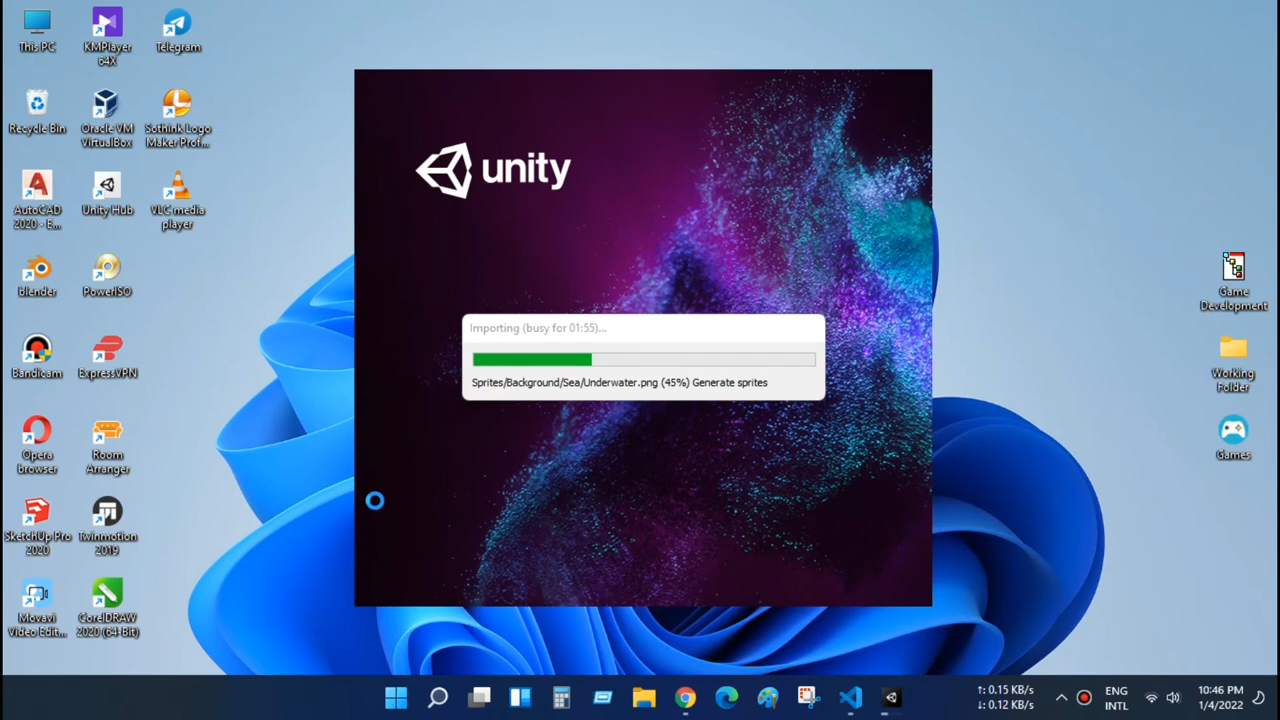 This PC
KMPlayer
64X
Telegram
Recycle Bin
Oracle VM
VirtualBox
Sothink Logo
Maker Prof...
AutoCAD
2020 - E...
Unity Hub
VLC media
player
blender
PowerISO
Bandicam
ExpressVPN
Opera
browser
Room
Arranger
SketchUp Pro
2020
Twinmotion
2019
Movavi
Video Edit...
CorelDRAW
2020 (64-Bit)
unity
Importing (busy for 01:55)...
Sprites/Background/Sea/Underwater.png (45%) Generate sprites
Game
Development
Working
Folder
Games
↑: 0.15 KB/s
↓: 0.12 KB/s
ENG
INTL
10:46 PM
1/4/2022